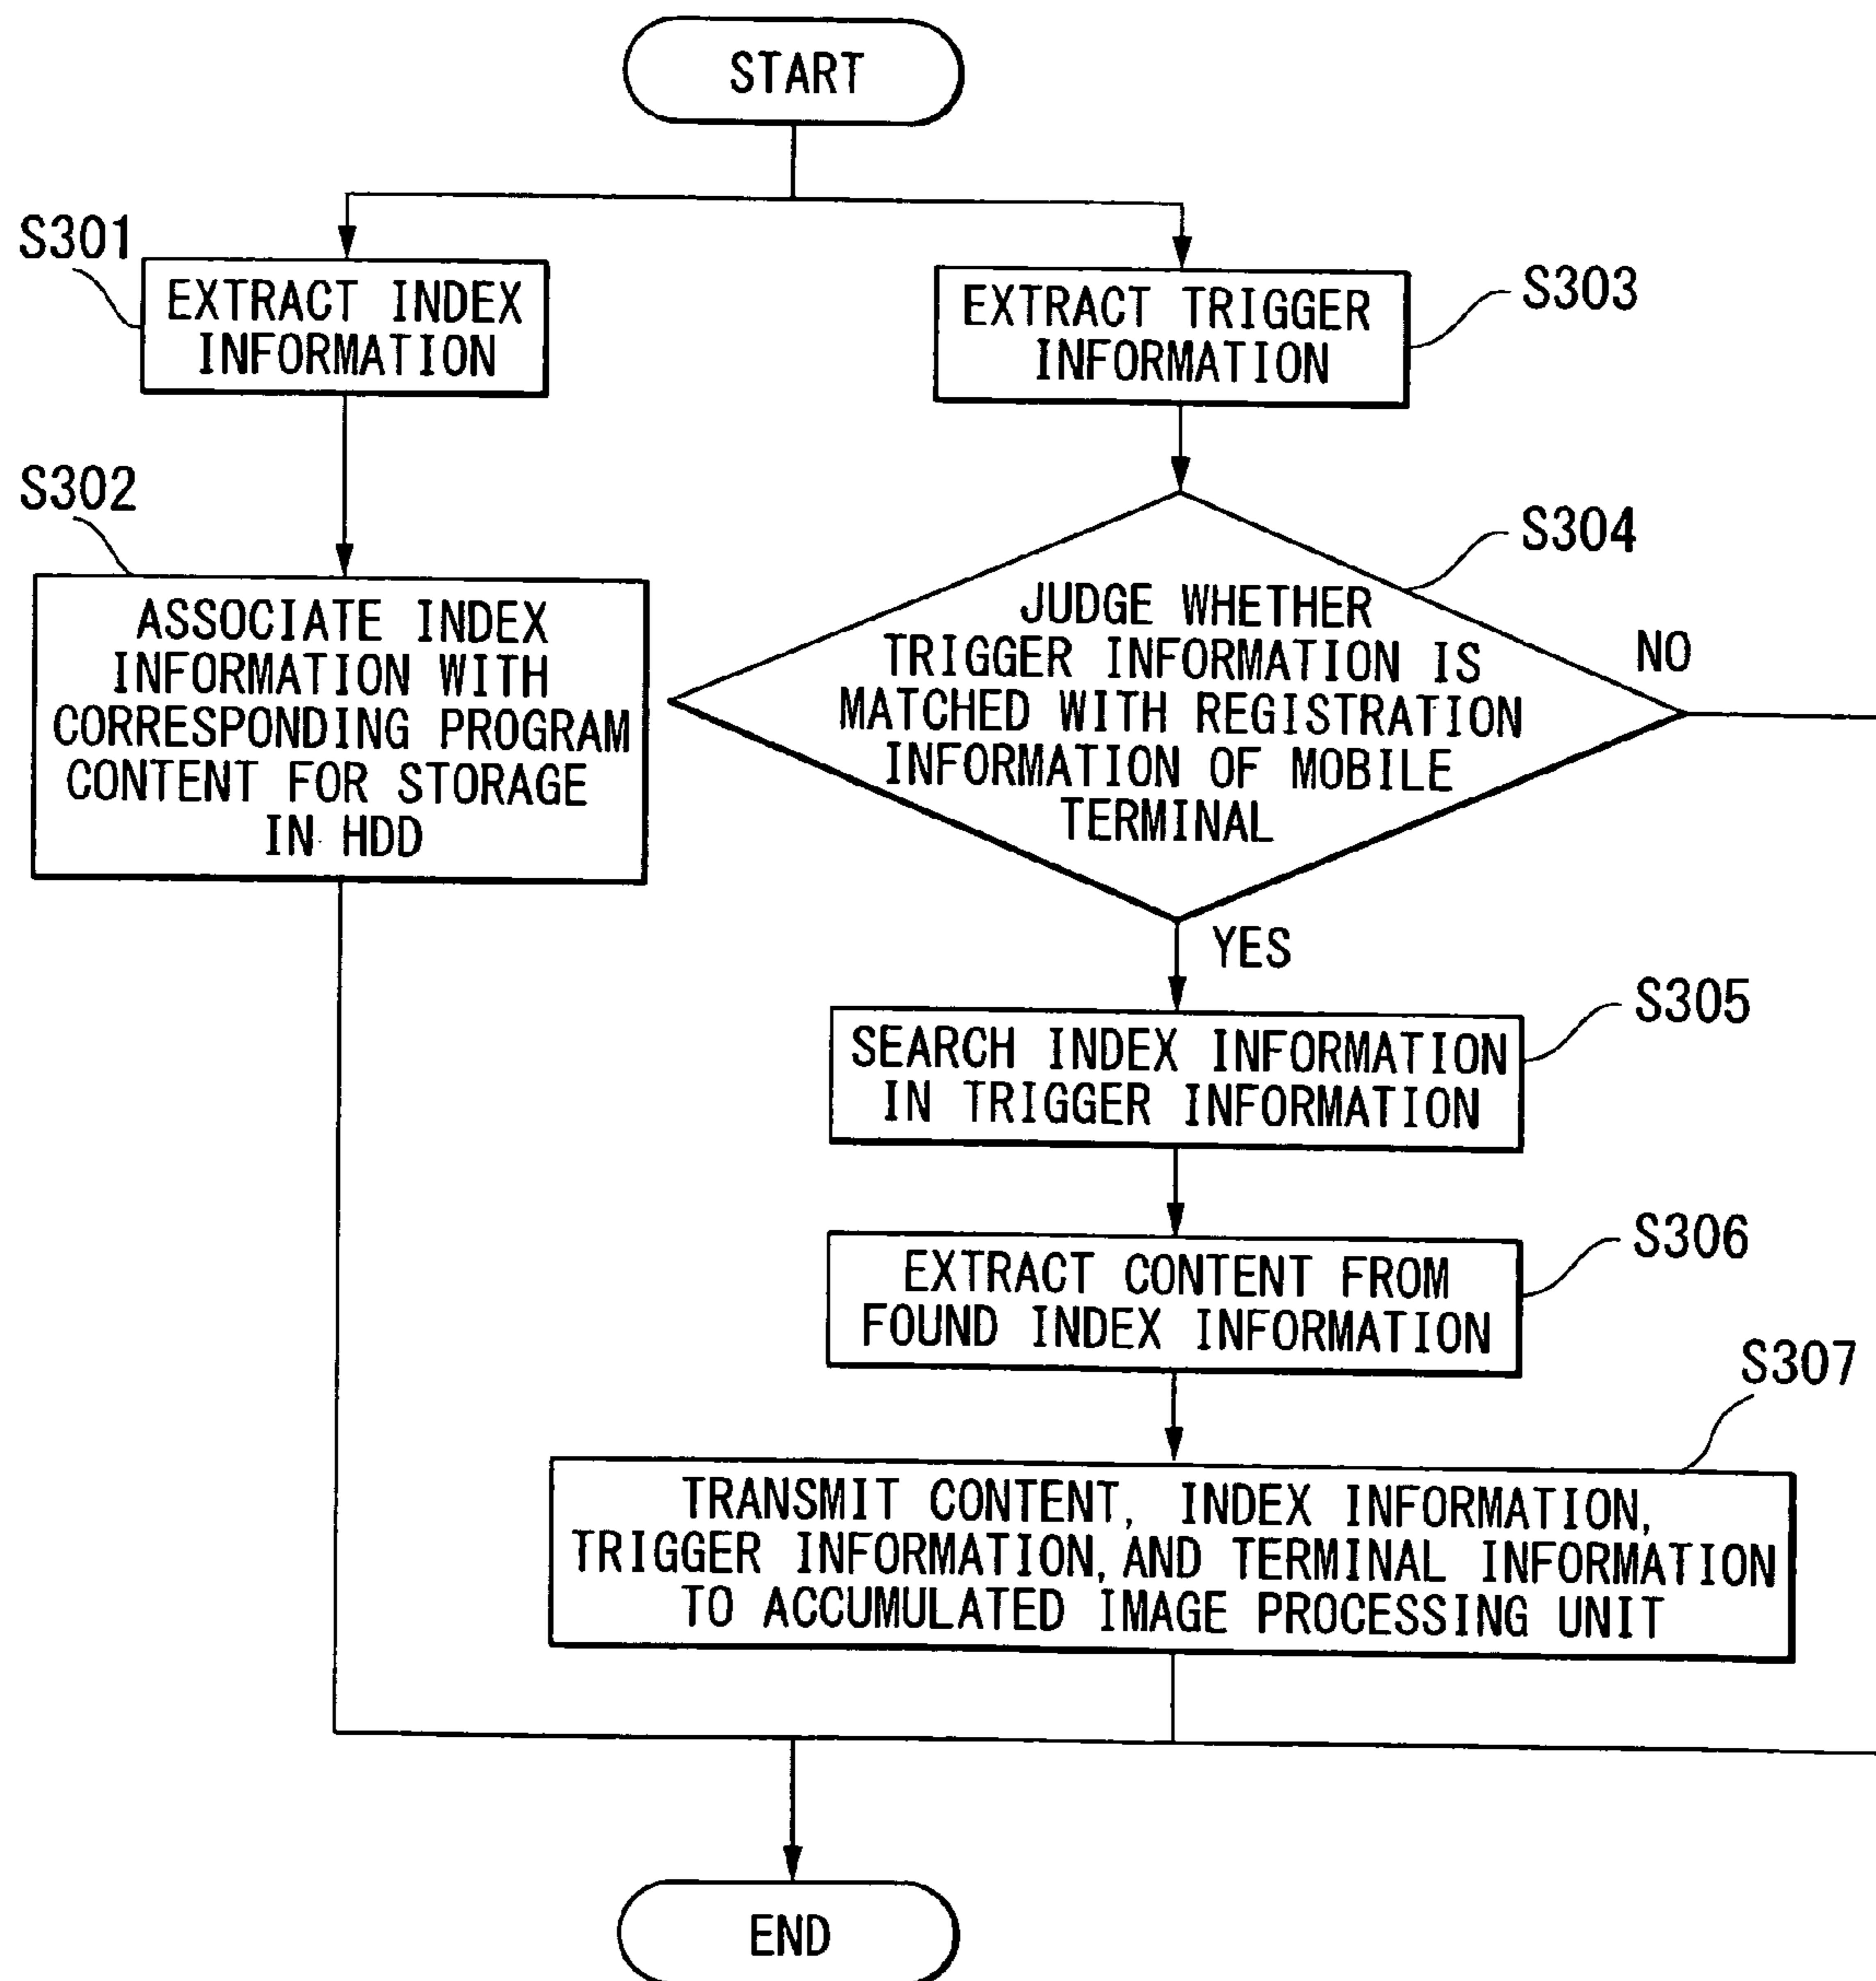 START
S301
EXTRACT INDEX
INFORMATION
S303
EXTRACT TRIGGER
INFORMATION
S302
ASSOCIATE INDEX
INFORMATION WITH
CORRESPONDING PROGRAM
CONTENT FOR STORAGE
IN HDD
S304
JUDGE WHETHER
TRIGGER INFORMATION IS
MATCHED WITH REGISTRATION
INFORMATION OF MOBILE
TERMINAL
NO
YES
S305
SEARCH INDEX INFORMATION
IN TRIGGER INFORMATION
S306
EXTRACT CONTENT FROM
FOUND INDEX INFORMATION
S307
TRANSMIT CONTENT, INDEX INFORMATION,
TRIGGER INFORMATION, AND TERMINAL INFORMATION
TO ACCUMULATED IMAGE PROCESSING UNIT
END